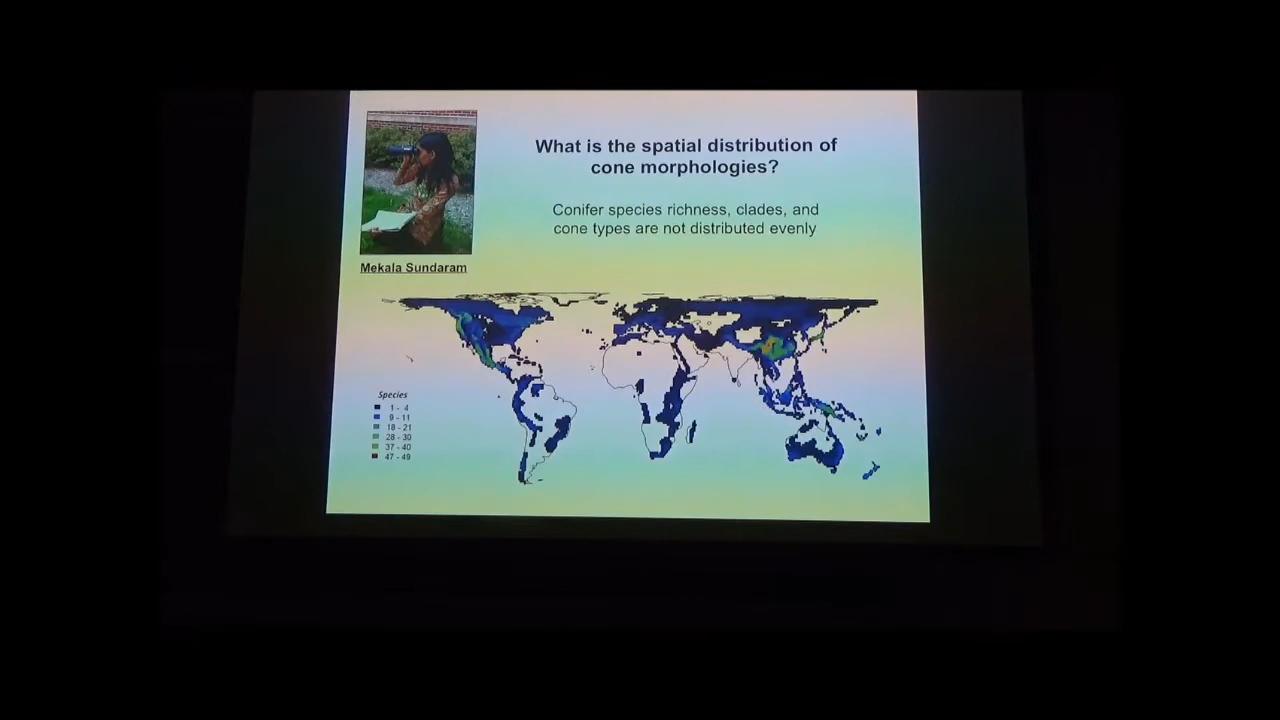 What is the spatial distribution of
cone morphologies?
Conifer species richness, clades, and
cone types are not distributed evenly
Mekala Sundaram
Species
1 - 4
9 - 11
18 - 21
28 - 30
37 - 40
47 - 49